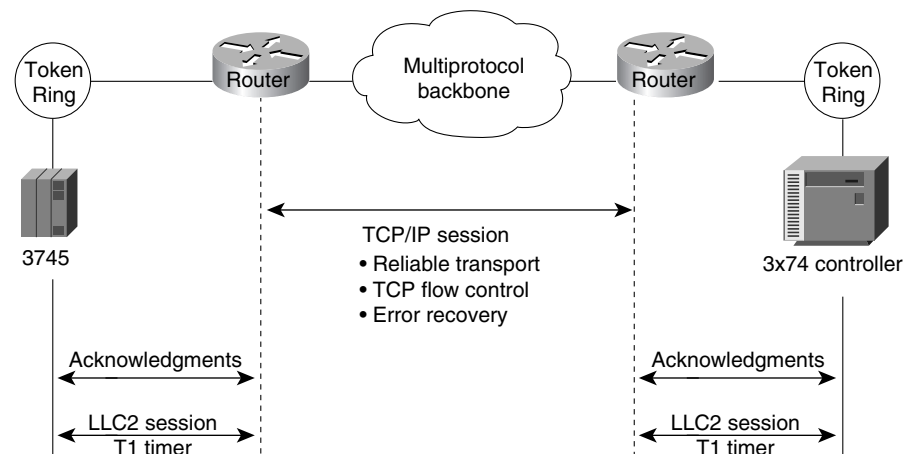 Token
Ring
Router
Multiprotocol
backbone
Router
Token
Ring
3745
3x74 controller
TCP/IP session
• Reliable transport
• TCP flow control
• Error recovery
Acknowledgments
Acknowledgments
LLC2 session
T1 timer
LLC2 session
T1 timer